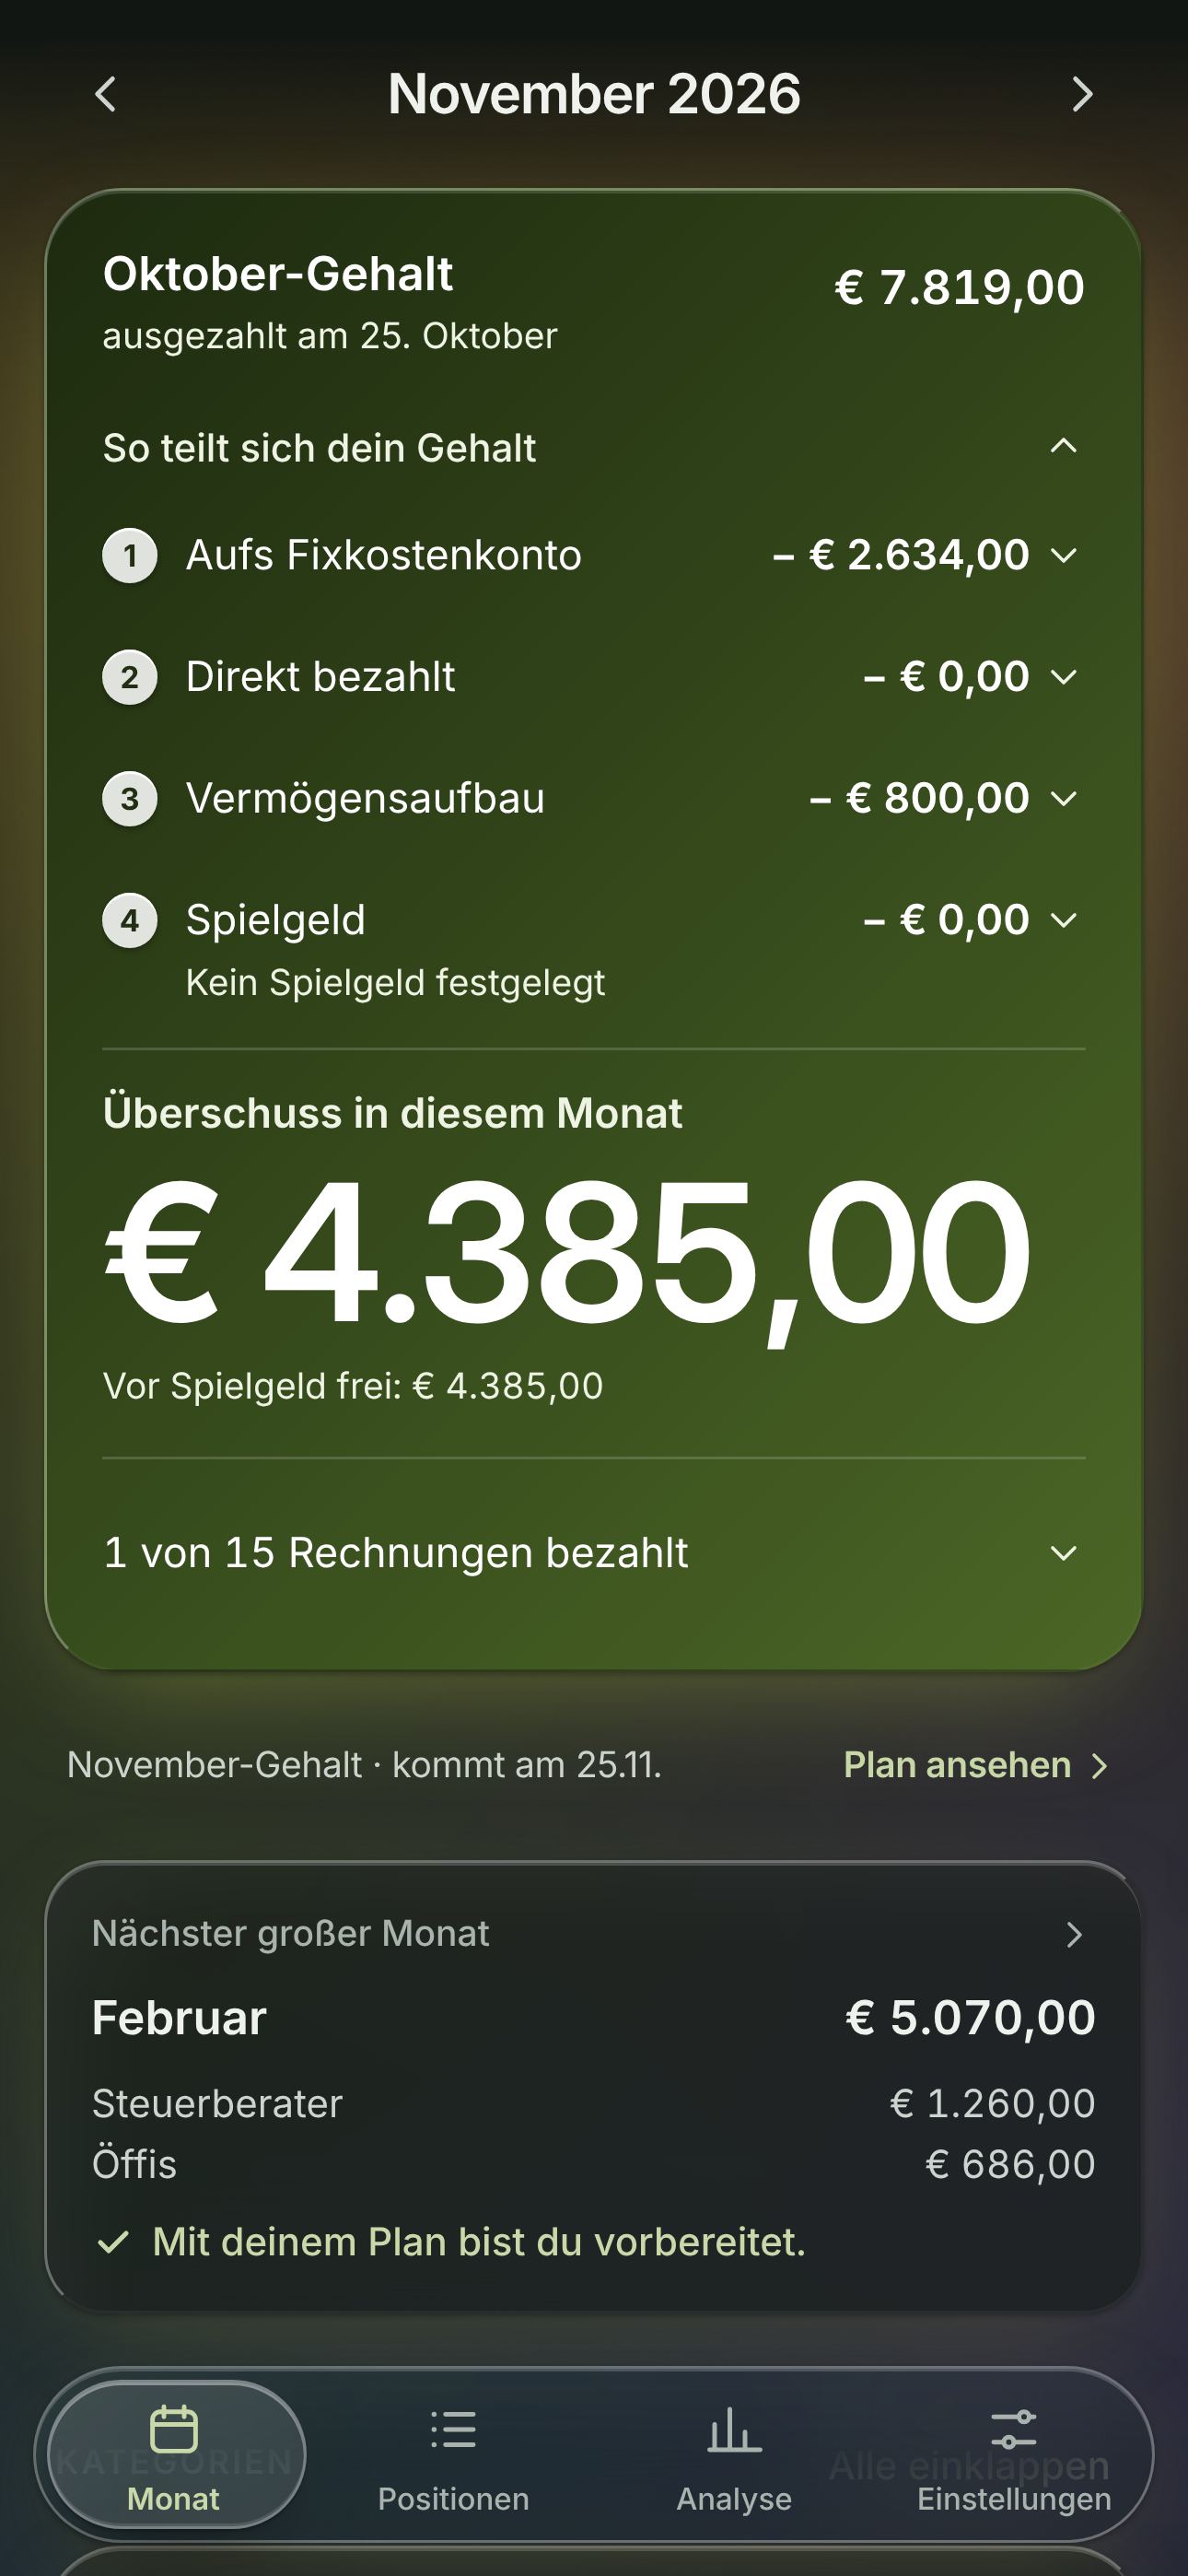 November 2026
Oktober-Gehalt
€ 7.819,00
ausgezahlt am 25. Oktober
So teilt sich dein Gehalt
1 Aufs Fixkostenkonto – € 2.634,00
2 Direkt bezahlt – € 0,00
3 Vermögensaufbau – € 800,00
4 Spielgeld – € 0,00
Kein Spielgeld festgelegt
Überschuss in diesem Monat
€ 4.385,00
Vor Spielgeld frei: € 4.385,00
1 von 15 Rechnungen bezahlt
November-Gehalt · kommt am 25.11. Plan ansehen
Nächster großer Monat
Februar € 5.070,00
Steuerberater € 1.260,00
Öffis € 686,00
Mit deinem Plan bist du vorbereitet.
KATEGORIEN Alle einklappen
Monat Positionen Analyse Einstellungen